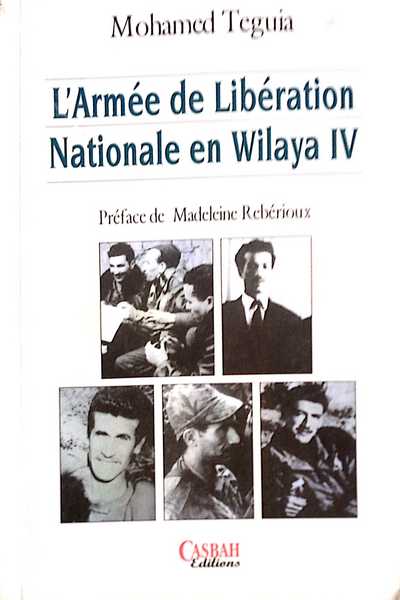 Mohamed Teguia
L'Armée de Libération
Nationale en Wilaya IV
Préface de Madeleine Rebérioux
CASBAH
Editions